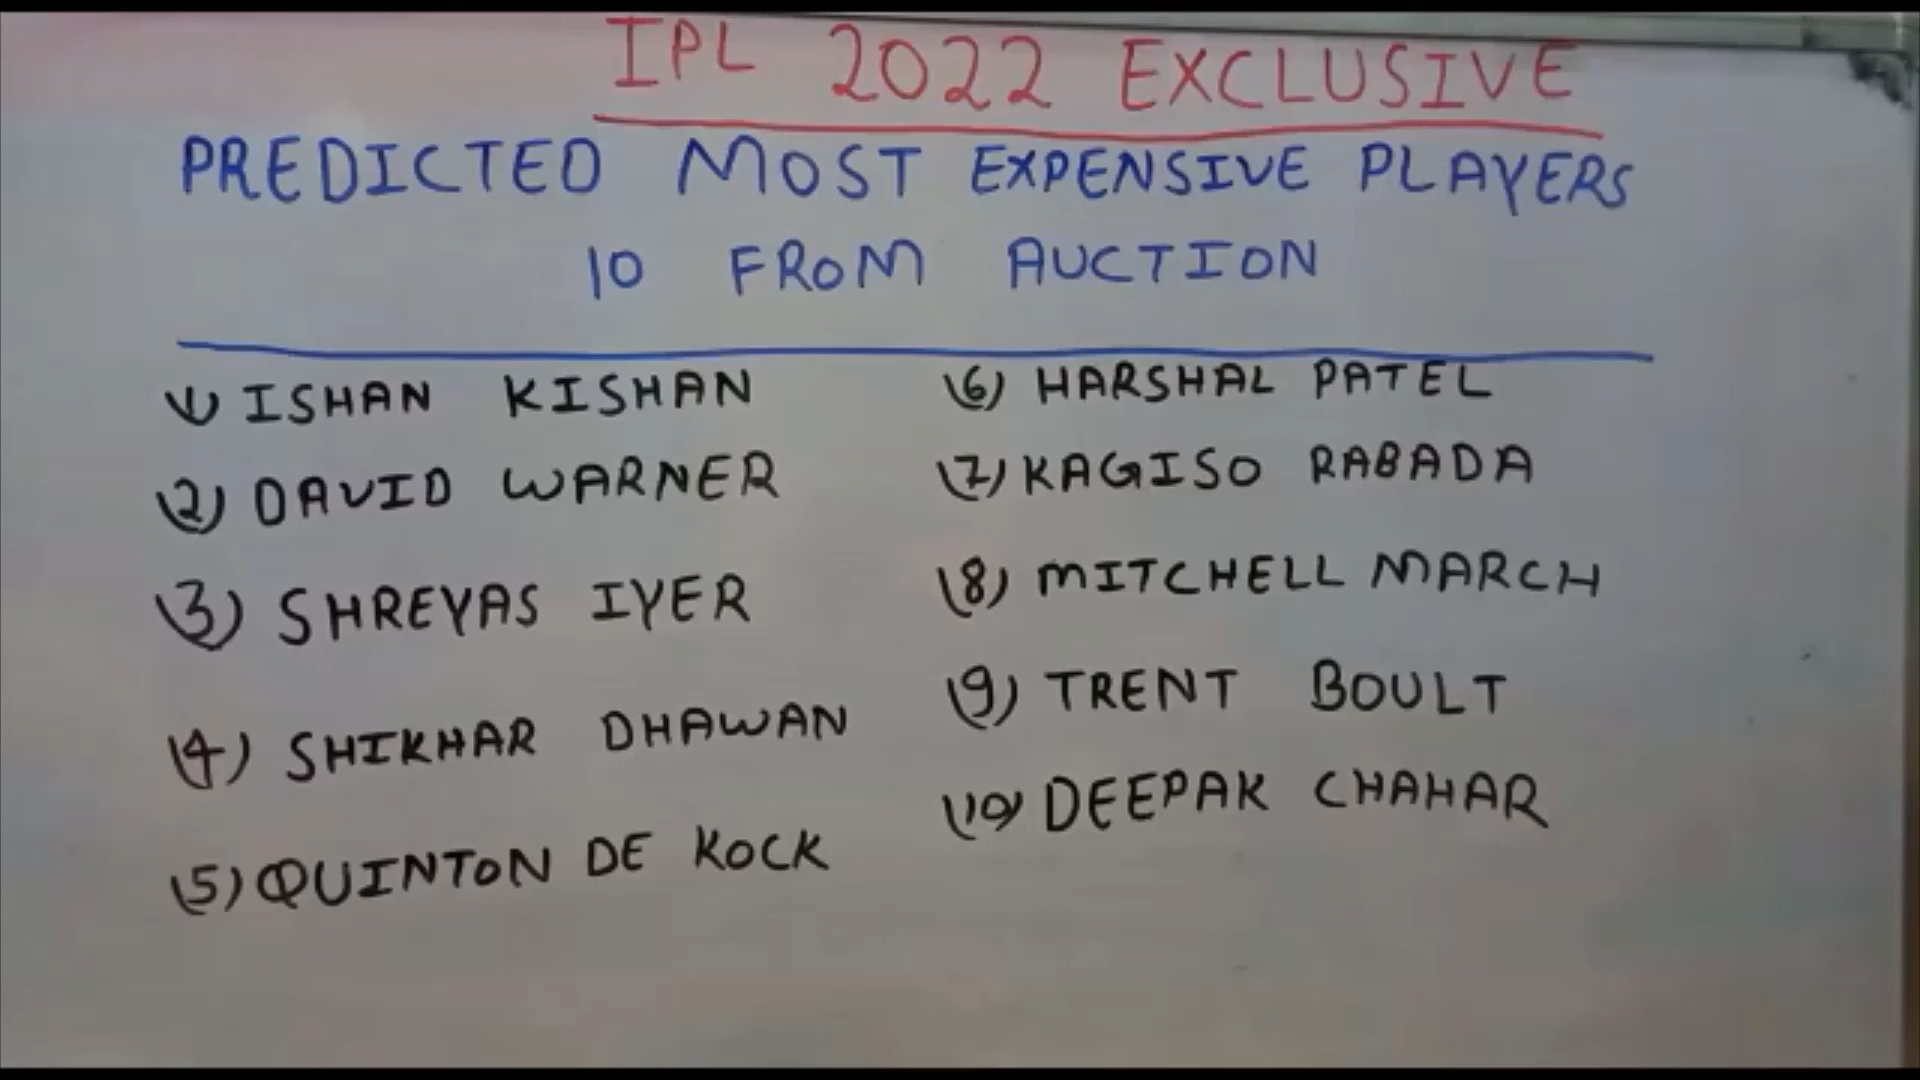 IPL 2022 EXCLUSIVE
PREDICTED MOST EXPENSIVE PLAYERS
10 FROM AUCTION
(1) ISHAN KISHAN
(2) DAVID WARNER
(3) SHREYAS IYER
(4) SHIKHAR DHAWAN
(5) QUINTON DE KOCK
(6) HARSHAL PATEL
(7) KAGISO RABADA
(8) MITCHELL MARCH
(9) TRENT BOULT
(10) DEEPAK CHAHAR